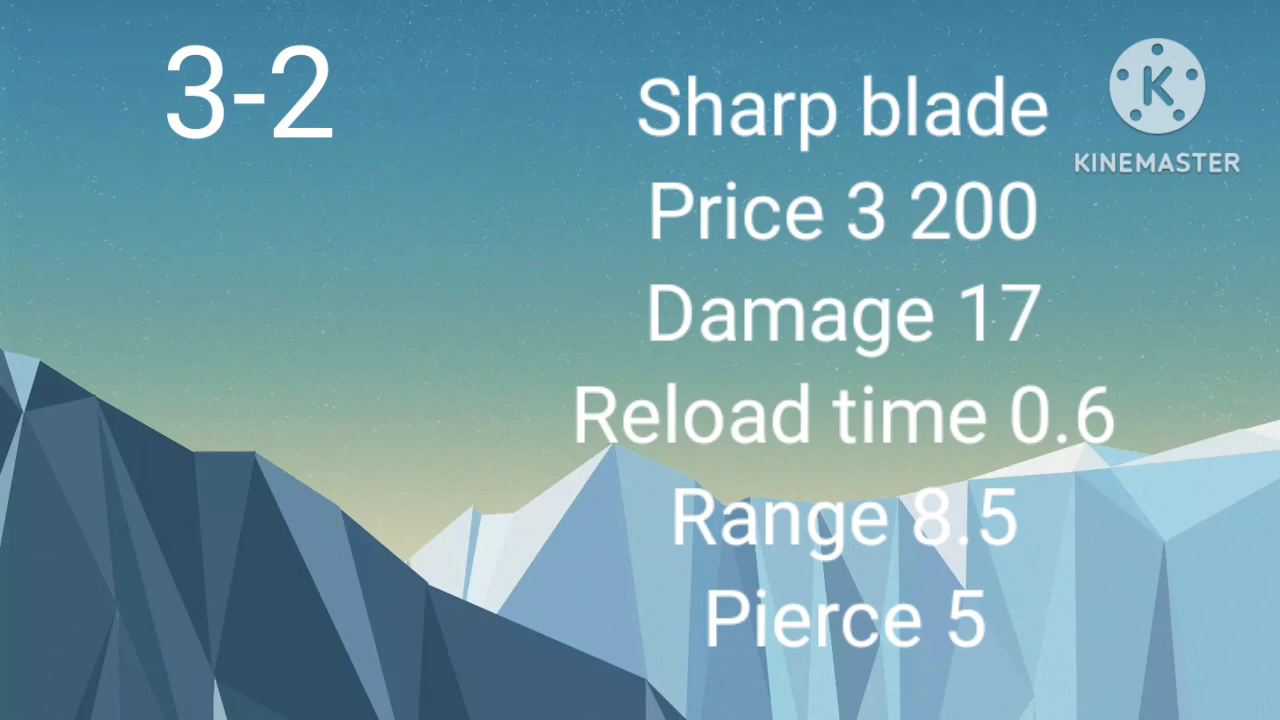 3-2
Sharp blade
Price 3 200
Damage 17
Reload time 0.6
Range 8.5
Pierce 5
K
KINEMASTER